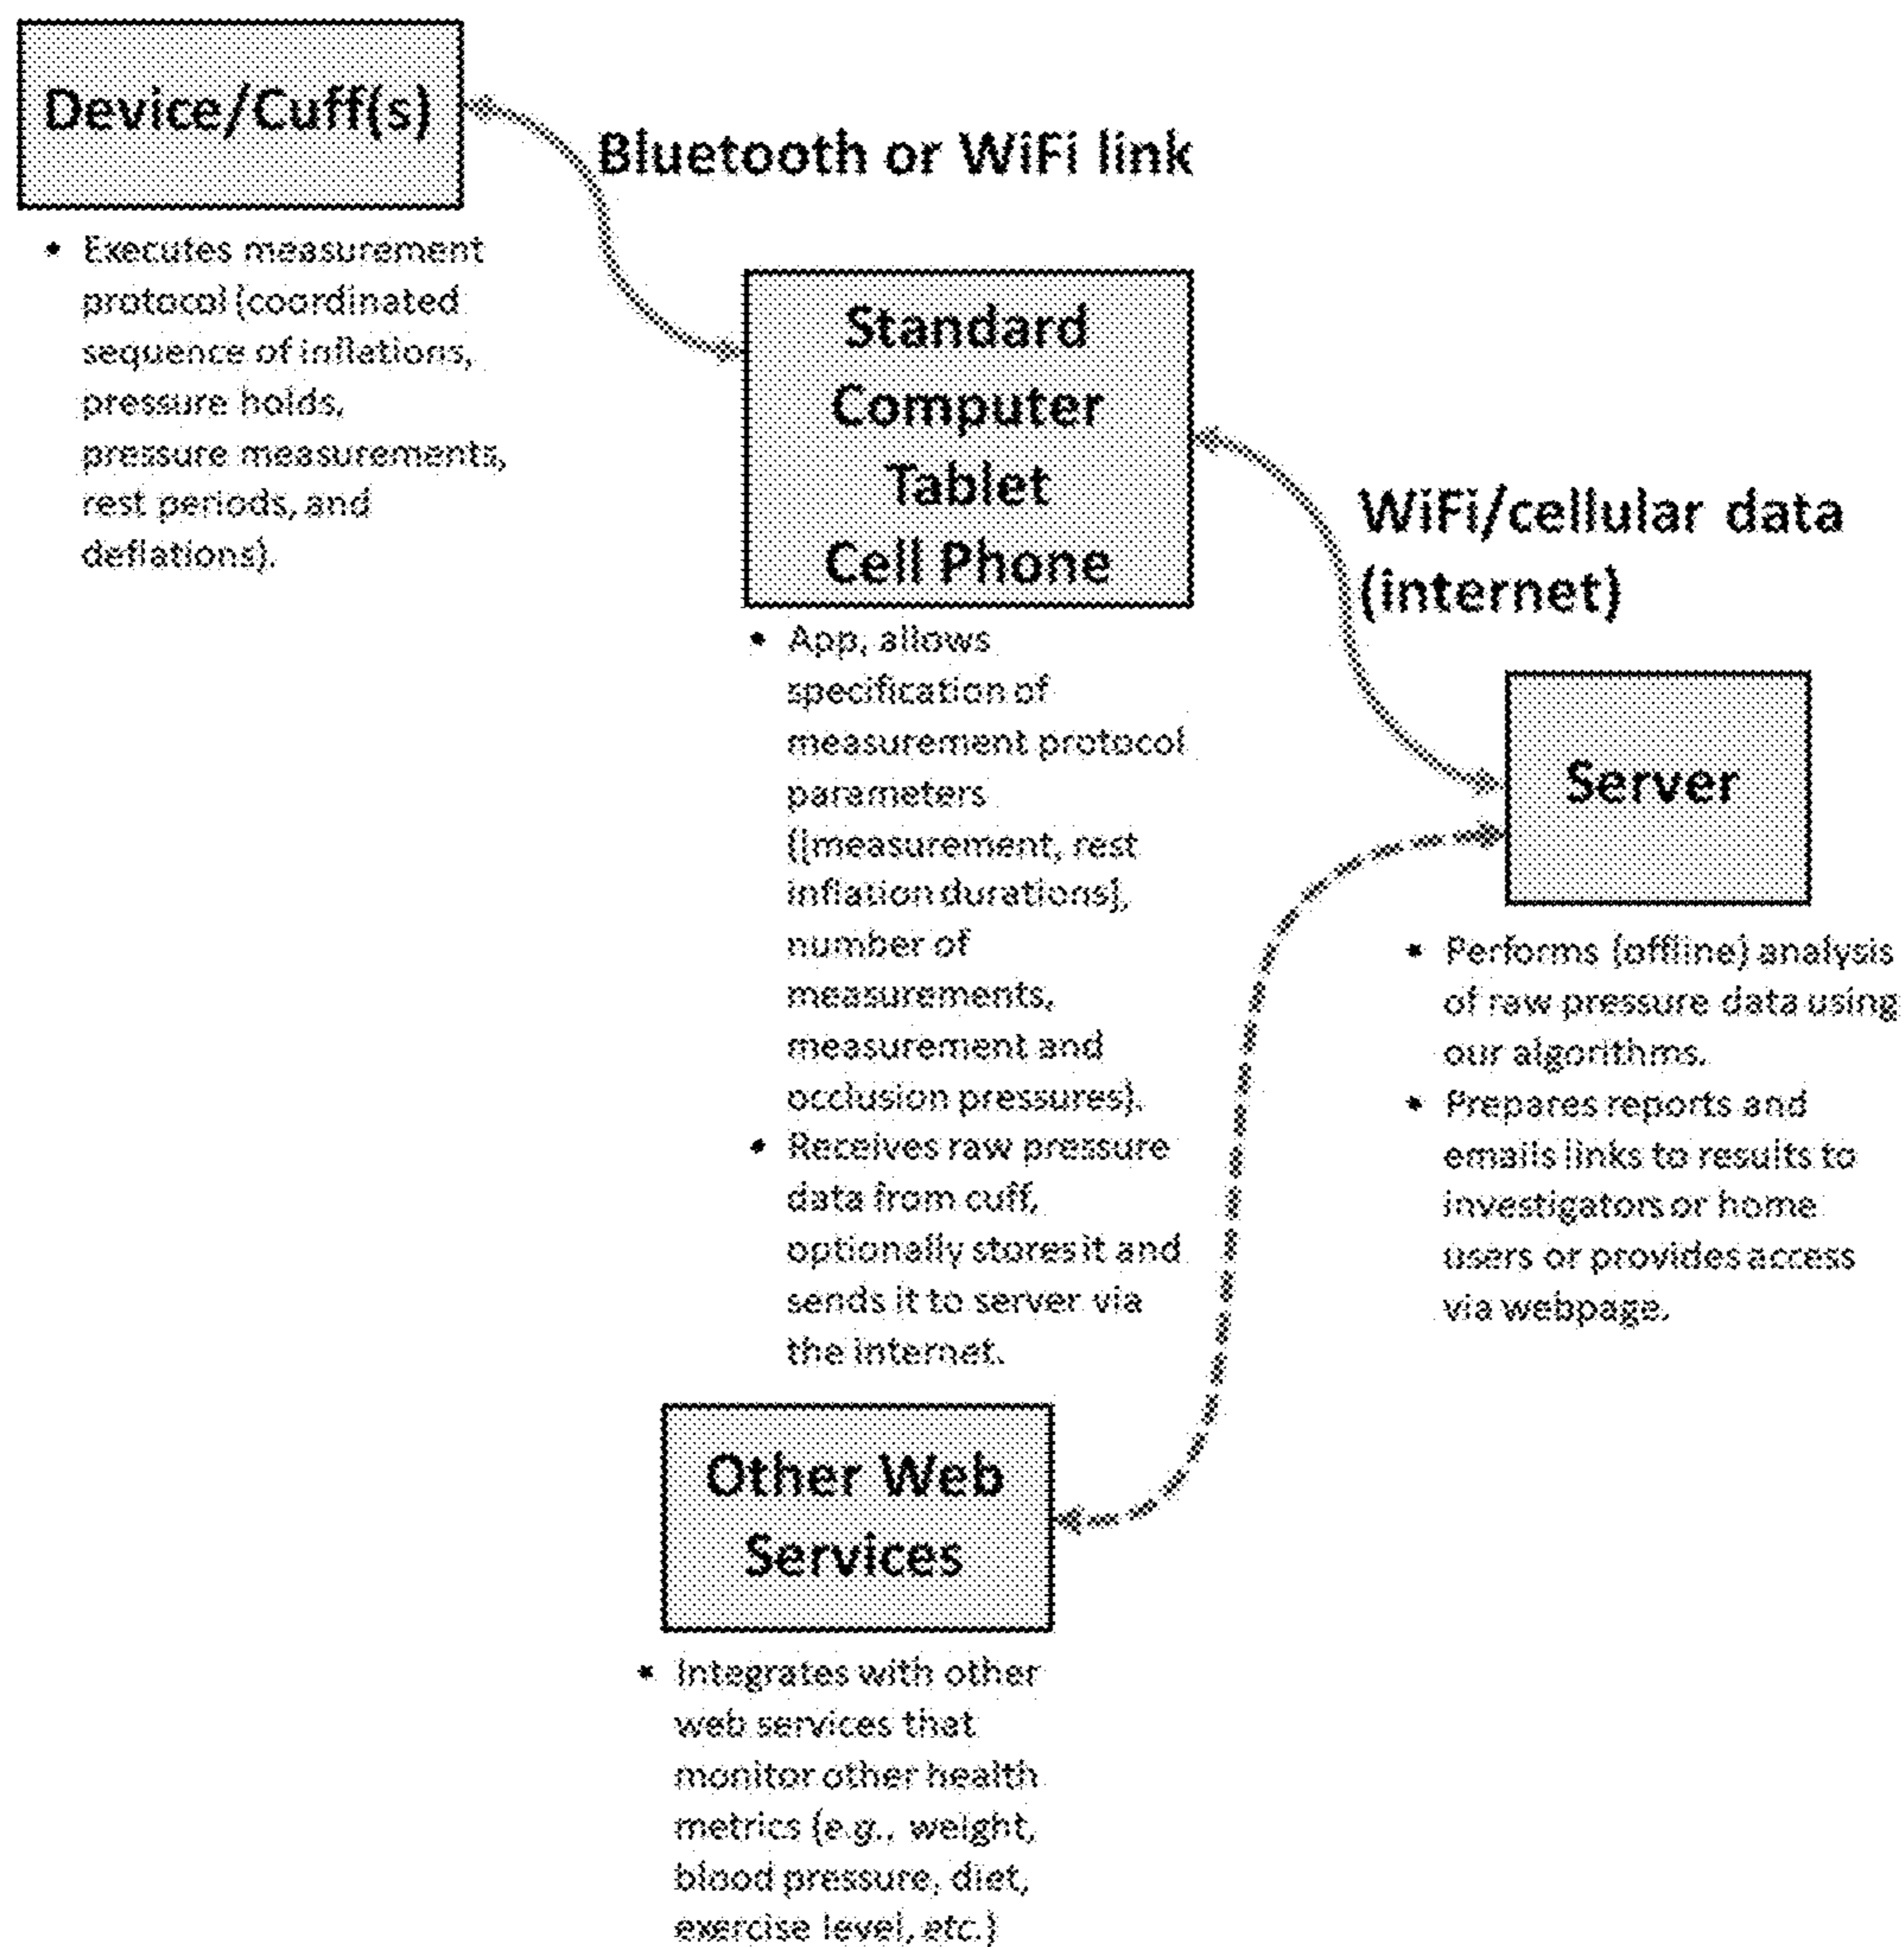 Device/Cuff(s)
Bluetooth or WiFi link
• Executes measurement
protocol (coordinated
sequence of inflations,
pressure holds,
pressure measurements,
rest periods, and
deflations).
Standard
Computer
Tablet
Cell Phone
WiFi/cellular data
(internet)
• App, allows
specification of
measurement protocol
parameters
([measurement, rest
inflation durations],
number of
measurements,
measurement and
occlusion pressures).
• Receives raw pressure
data from cuff,
optionally stores it and
sends it to server via
the internet.
Server
• Performs (offline) analysis
of raw pressure data using
our algorithms.
• Prepares reports and
emails links to results to
investigators or home
users or provides access
via webpage.
Other Web
Services
• Integrates with other
web services that
monitor other health
metrics (e.g., weight,
blood pressure, diet,
exercise level, etc.)